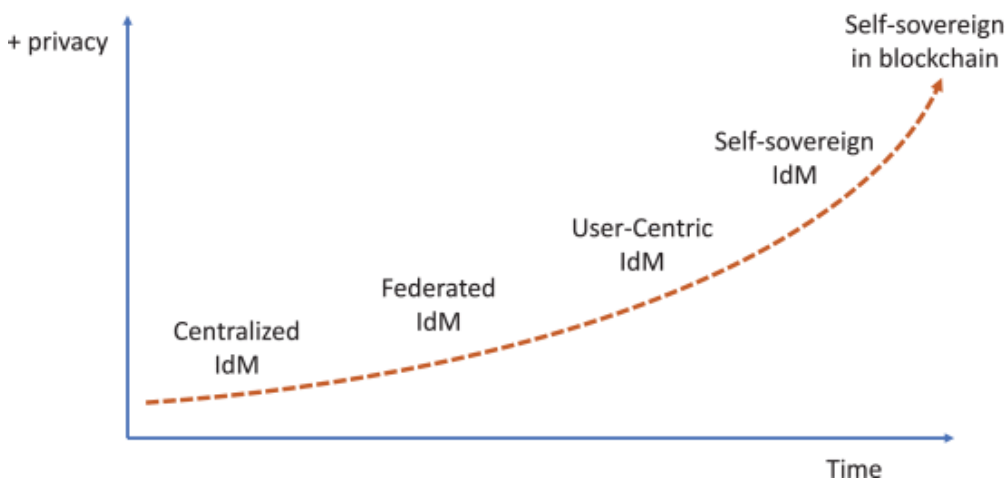 + privacy
Self-sovereign
in blockchain
Self-sovereign
IdM
User-Centric
IdM
Federated
IdM
Centralized
IdM
Time